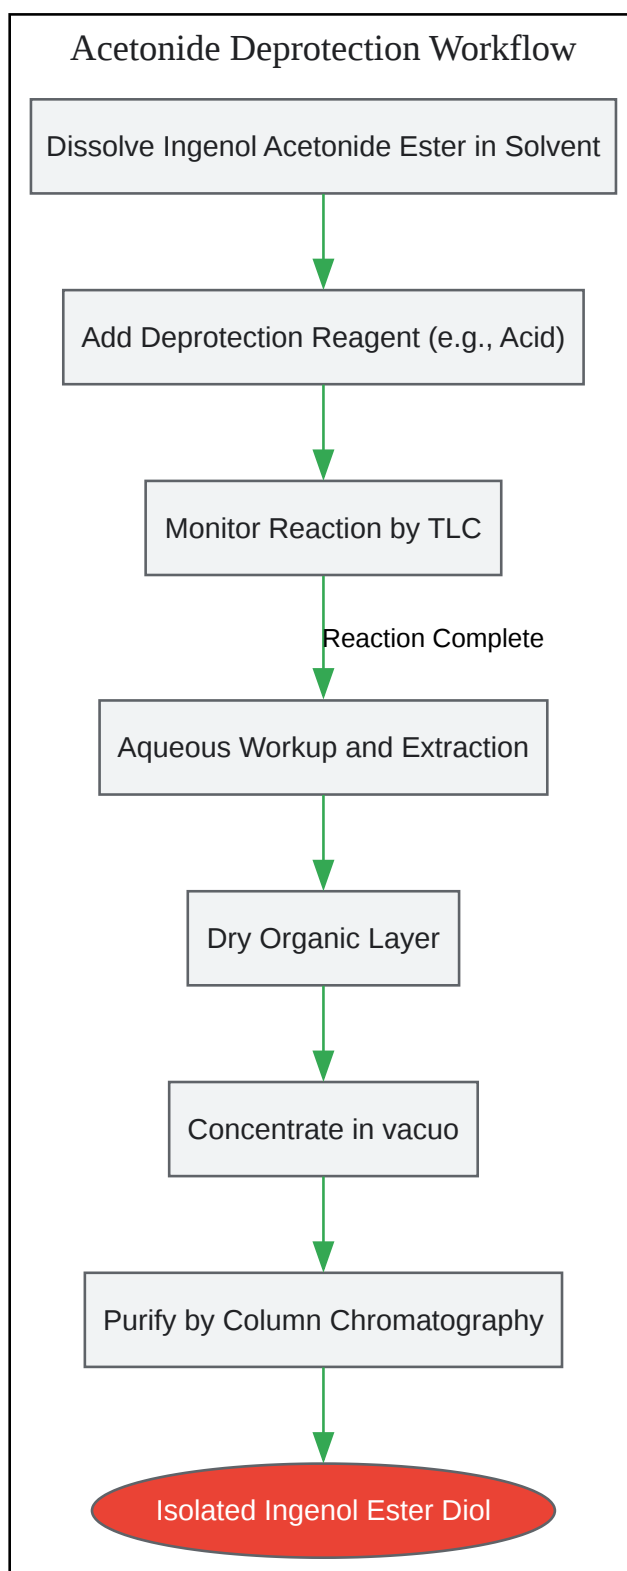 Acetonide Deprotection Workflow
Dissolve Ingenol Acetonide Ester in Solvent
Add Deprotection Reagent (e.g., Acid)
Monitor Reaction by TLC
Reaction Complete
Aqueous Workup and Extraction
Dry Organic Layer
Concentrate in vacuo
Purify by Column Chromatography
Isolated Ingenol Ester Diol